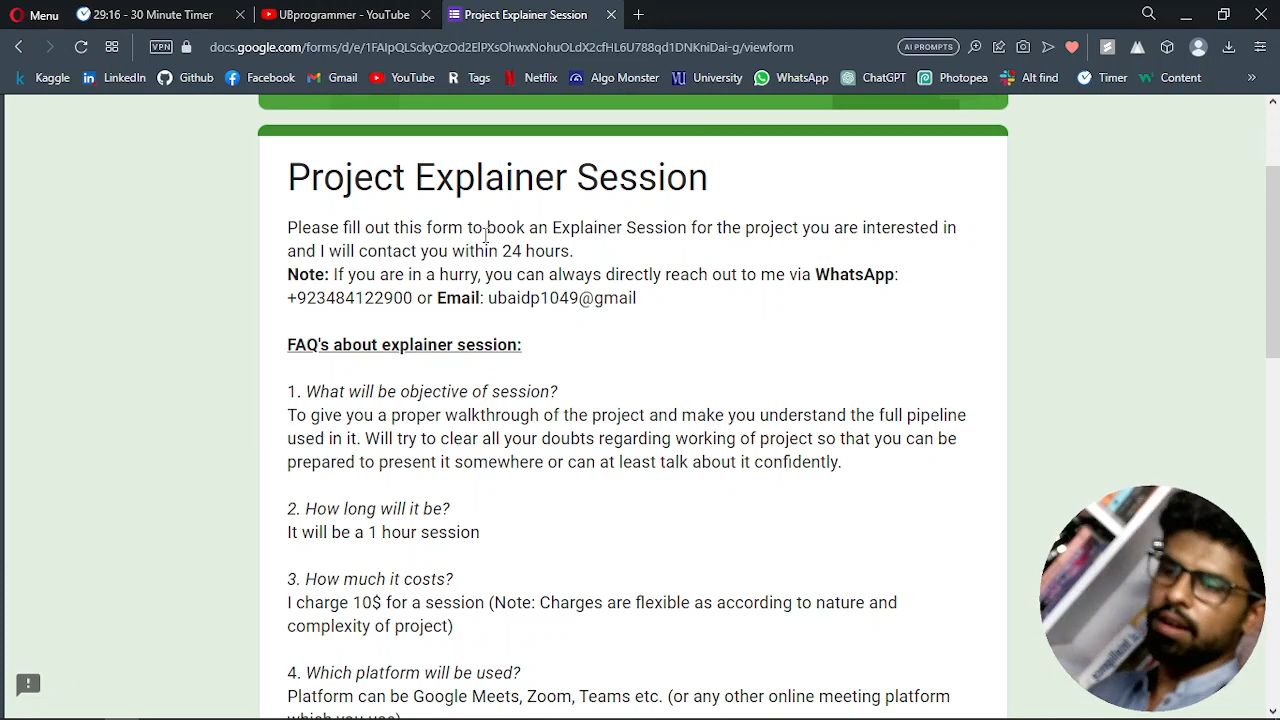 Menu
29:16 - 30 Minute Timer
UBprogrammer - YouTube
Project Explainer Session
VPN
docs.google.com/forms/d/e/1FAIpQLSckyQzOd2ElPXsOhwxNohuOLdX2cfHL6U788qd1DNKniDai-g/viewform
AI PROMPTS
Kaggle
LinkedIn
Github
Facebook
Gmail
YouTube
Tags
Netflix
Algo Monster
University
WhatsApp
ChatGPT
Photopea
Alt find
Timer
Content
Project Explainer Session
Please fill out this form to book an Explainer Session for the project you are interested in
and I will contact you within 24 hours.
Note: If you are in a hurry, you can always directly reach out to me via WhatsApp:
+923484122900 or Email: ubaidp1049@gmail
FAQ's about explainer session:
1. What will be objective of session?
To give you a proper walkthrough of the project and make you understand the full pipeline
used in it. Will try to clear all your doubts regarding working of project so that you can be
prepared to present it somewhere or can at least talk about it confidently.
2. How long will it be?
It will be a 1 hour session
3. How much it costs?
I charge 10$ for a session (Note: Charges are flexible as according to nature and
complexity of project)
4. Which platform will be used?
Platform can be Google Meets, Zoom, Teams etc. (or any other online meeting platform
which you use)